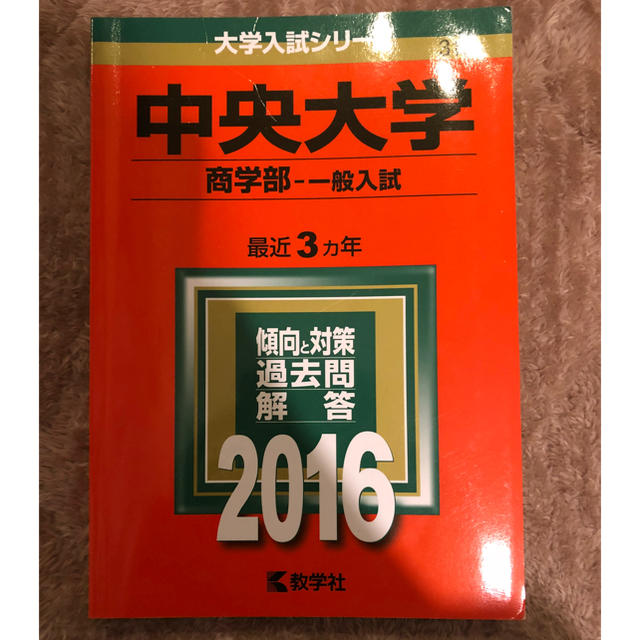 大学入試シリー
3
中央大学
商学部-一般入試
最近3カ年
傾向と対策
過去問
解答
2016
教学社